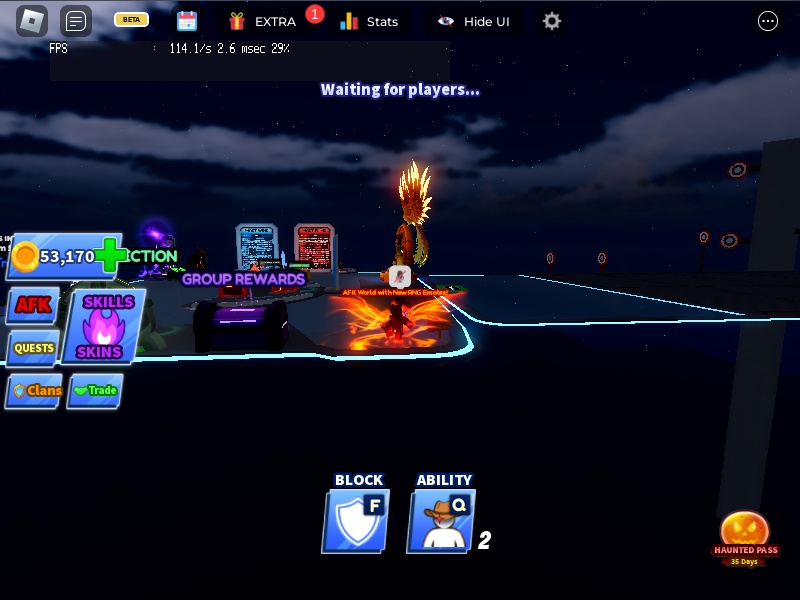 BETA
EXTRA
1
Stats
Hide UI
FPS : 114.1/s 2.6 msec 29%
Waiting for players...
53,170
ECTION
GROUP REWARDS
AFK World with New RNG Emotes!
AFK
SKILLS
SKINS
QUESTS
Clans
Trade
BLOCK
F
ABILITY
Q
2
HAUNTED PASS
35 Days